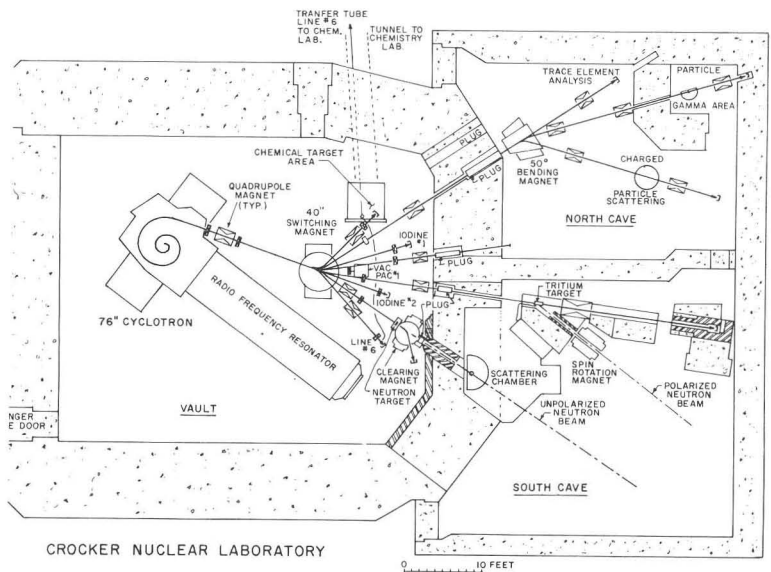 TRANFER TUBE
LINE #6
TO CHEM.
LAB.
TUNNEL TO
CHEMISTRY
LAB.
TRACE ELEMENT
ANALYSIS
PARTICLE
GAMMA AREA
PLUG
PLUG
50°
BENDING
MAGNET
CHARGED
PARTICLE
SCATTERING
NORTH CAVE
CHEMICAL TARGET
AREA
QUADRUPOLE
MAGNET
(TYP.)
40"
SWITCHING
MAGNET
IODINE
#1
PLUG
VAC
PAC #1
IODINE #2
PLUG
TRITIUM
TARGET
RADIO FREQUENCY RESONATOR
76" CYCLOTRON
LINE
#6
CLEARING
MAGNET
NEUTRON
TARGET
SCATTERING
CHAMBER
SPIN
ROTATION
MAGNET
POLARIZED
NEUTRON
BEAM
UNPOLARIZED
NEUTRON
BEAM
VAULT
NGER
E DOOR
SOUTH CAVE
CROCKER NUCLEAR LABORATORY
0 10 FEET